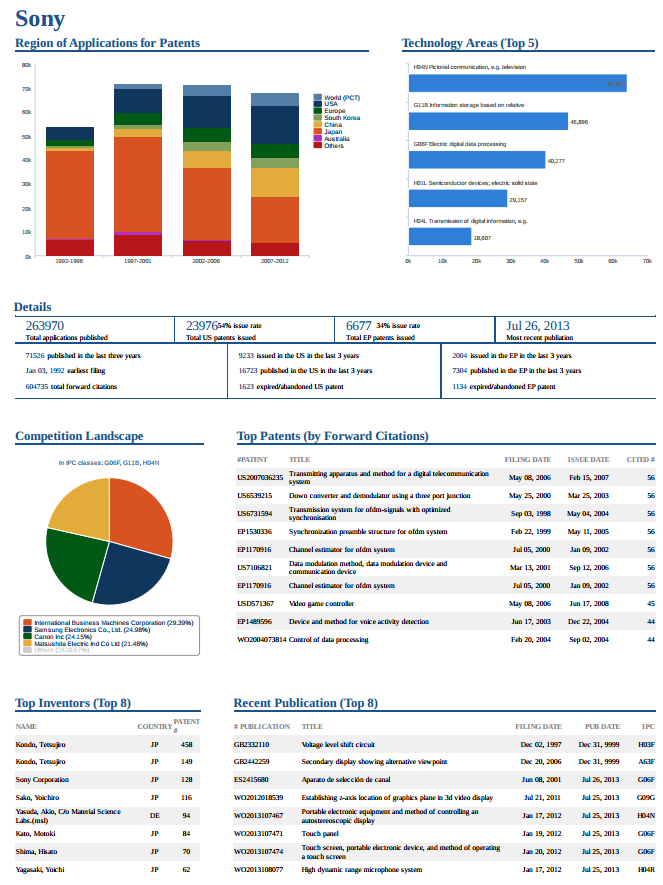 Sony
Region of Applications for Patents
80k
70k
60k
50k
40k
30k
20k
10k
0k
1992-1996
1997-2001
2002-2006
2007-2012
World (PCT)
USA
Europe
South Korea
China
Japan
Australia
Others
Technology Areas (Top 5)
H04N Pictorial communication, e.g. television
G11B Information storage based on relative
46,896
G06F Electric digital data processing
40,277
H01L Semiconductor devices; electric solid state
29,157
H04L Transmission of digital information, e.g.
18,607
0k 10k 20k 30k 40k 50k 60k 70k
Details
263970
Total applications published
23976 54% issue rate
Total US patents issued
6677 34% issue rate
Total EP patents issued
Jul 26, 2013
Most recent publication
71526 published in the last three years
Jan 03, 1992 earliest filing
604735 total forward citations
9233 issued in the US in the last 3 years
16723 published in the US in the last 3 years
1623 expired/abandoned US patent
2004 issued in the EP in the last 3 years
7304 published in the EP in the last 3 years
1134 expired/abandoned EP patent
Competition Landscape
In IPC classes: G06F, G11B, H04N
International Business Machines Corporation (29.39%)
Samsung Electronics Co., Ltd. (24.98%)
Canon Inc (24.15%)
Matsushita Electric Ind Co Ltd (21.48%)
Top Patents (by Forward Citations)
#PATENT TITLE FILING DATE ISSUE DATE CITED #
US2007036235 Transmitting apparatus and method for a digital telecommunication system May 08, 2006 Feb 15, 2007 56
US6539215 Down converter and demodulator using a three port junction May 25, 2000 Mar 25, 2003 56
US6731594 Transmission system for ofdm-signals with optimized synchronisation Sep 03, 1998 May 04, 2004 56
EP1530336 Synchronization preamble structure for ofdm system Feb 22, 1999 May 11, 2005 56
EP1170916 Channel estimator for ofdm system Jul 05, 2000 Jan 09, 2002 56
US7106821 Data modulation method, data modulation device and communication device Mar 13, 2001 Sep 12, 2006 56
EP1170916 Channel estimator for ofdm system Jul 05, 2000 Jan 09, 2002 56
USD571367 Video game controller May 08, 2006 Jun 17, 2008 45
EP1489596 Device and method for voice activity detection Jun 17, 2003 Dec 22, 2004 44
WO2004073814 Control of data processing Feb 20, 2004 Sep 02, 2004 44
Top Inventors (Top 8)
NAME COUNTRY PATENT #
Kondo, Tetsujiro JP 458
Kondo, Tetsujiro JP 149
Sony Corporation JP 128
Sako, Yoichiro JP 116
Yasuda, Akio, C/o Material Science Labs.(msl) DE 94
Kato, Motoki JP 84
Shima, Hisato JP 70
Yagasaki, Yoichi JP 62
Recent Publication (Top 8)
# PUBLICATION TITLE FILING DATE PUB DATE IPC
GB2332110 Voltage level shift circuit Dec 02, 1997 Dec 31, 9999 H03F
GB2442259 Secondary display showing alternative viewpoint Dec 20, 2006 Dec 31, 9999 A63F
ES2415680 Aparato de selección de canal Jun 08, 2001 Jul 26, 2013 G06F
WO2012018539 Establishing z-axis location of graphics plane in 3d video display Jul 21, 2011 Jul 25, 2013 G09G
WO2013107467 Portable electronic equipment and method of controlling an autostereoscopic display Jan 17, 2012 Jul 25, 2013 H04N
WO2013107471 Touch panel Jan 19, 2012 Jul 25, 2013 G06F
WO2013107474 Touch screen, portable electronic device, and method of operating a touch screen Jan 20, 2012 Jul 25, 2013 G06F
WO2013108077 High dynamic range microphone system Jan 17, 2012 Jul 25, 2013 H04R